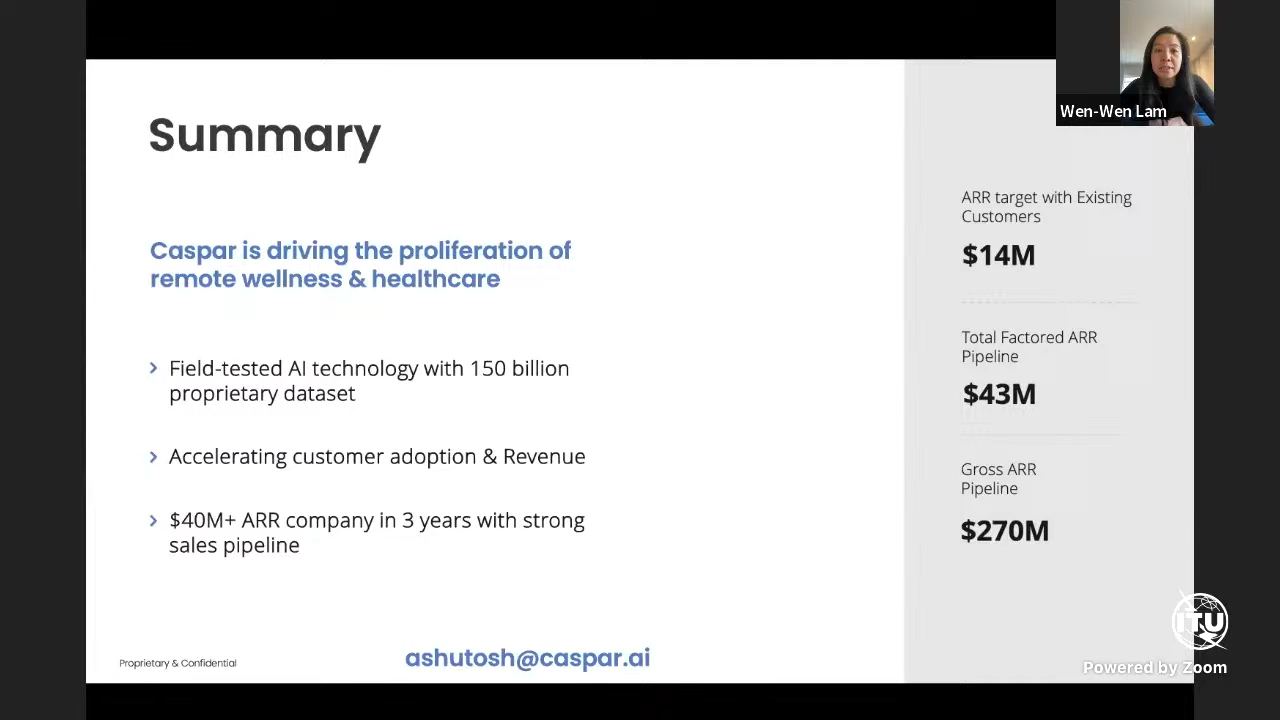 Wen-Wen Lam
Summary
Caspar is driving the proliferation of
remote wellness & healthcare
Field-tested AI technology with 150 billion
proprietary dataset
Accelerating customer adoption & Revenue
$40M+ ARR company in 3 years with strong
sales pipeline
ARR target with Existing
Customers
$14M
Total Factored ARR
Pipeline
$43M
Gross ARR
Pipeline
$270M
Proprietary & Confidential
ashutosh@caspar.ai
ITU
Powered by Zoom